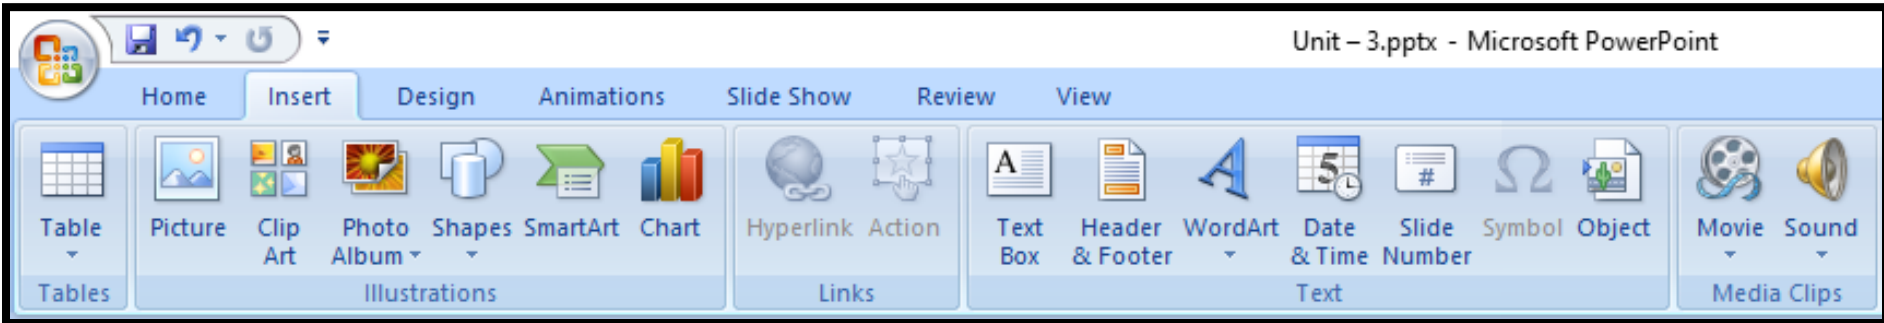 Unit – 3.pptx - Microsoft PowerPoint
Home Insert Design Animations Slide Show Review View
Table Picture Clip Art Photo Album Shapes SmartArt Chart Hyperlink Action Text Box Header & Footer WordArt Date & Time Slide Number Symbol Object Movie Sound
Tables Illustrations Links Text Media Clips